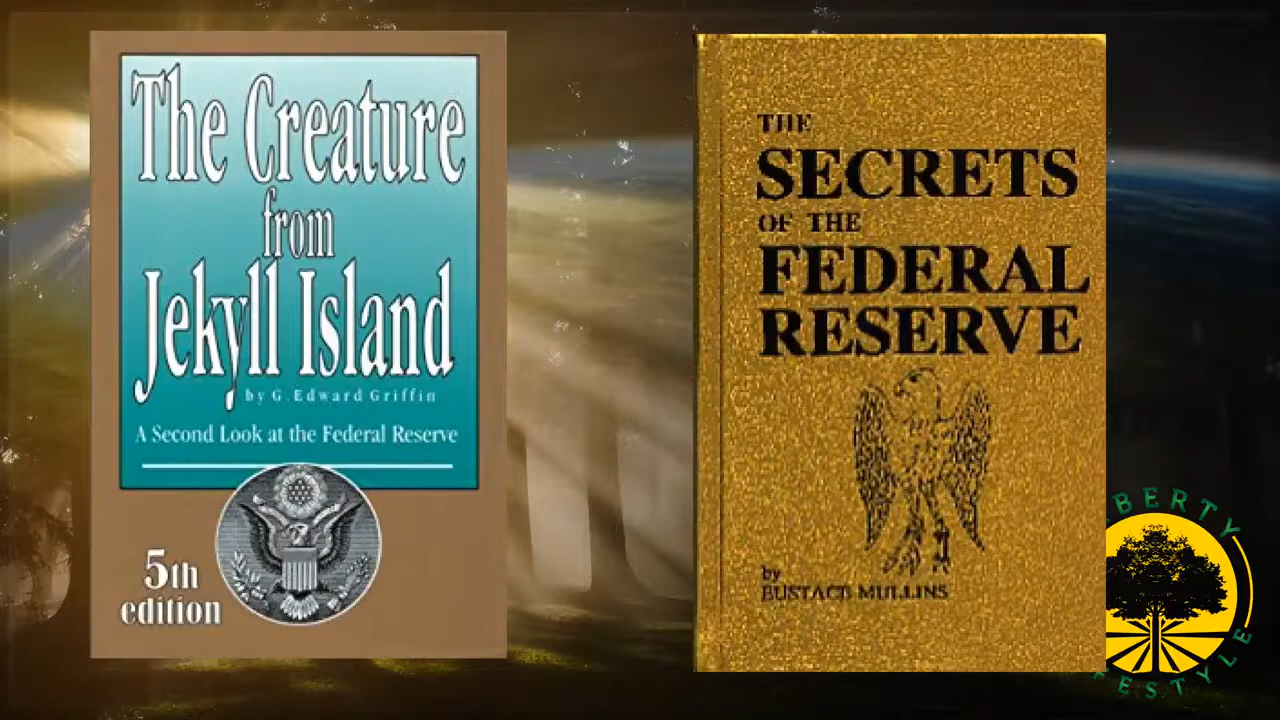 The Creature
from
Jekyll Island
by G. Edward Griffin
A Second Look at the Federal Reserve
5th
edition
THE
SECRETS
OF THE
FEDERAL
RESERVE
by
EUSTACE MULLINS